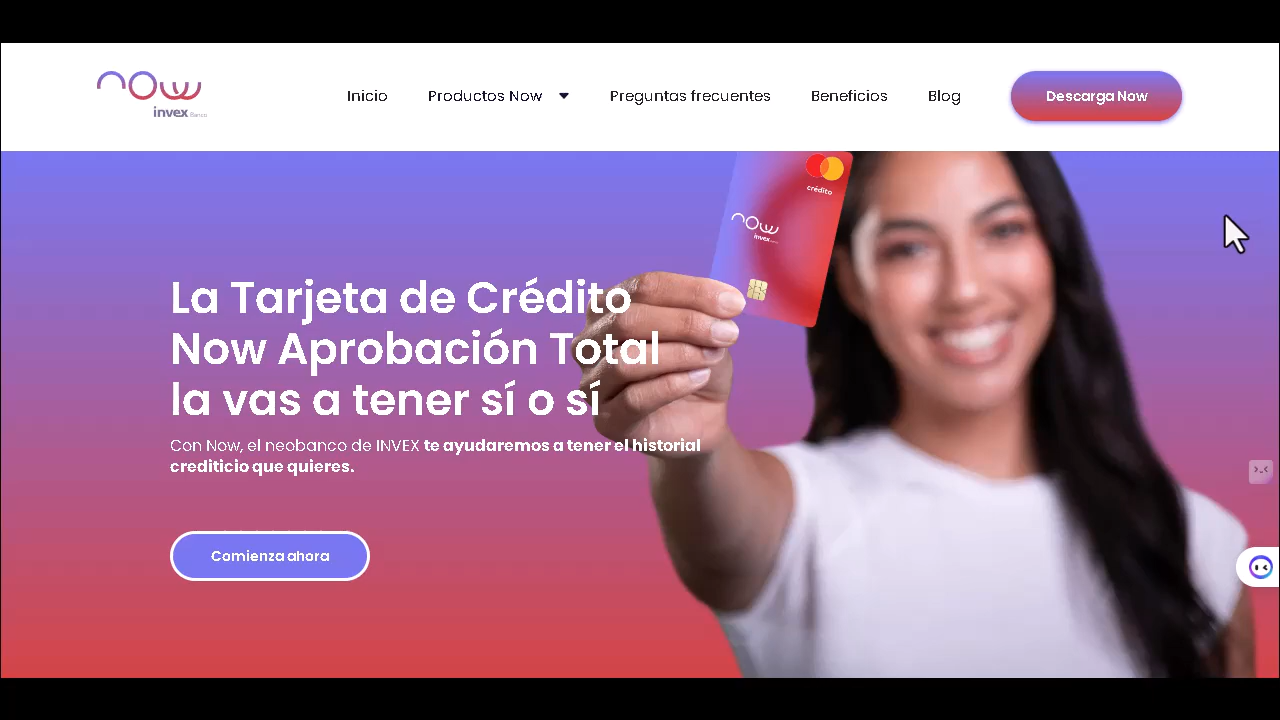 now
invex Banco
Inicio
Productos Now
Preguntas frecuentes
Beneficios
Blog
Descarga Now
crédito
now
invex
La Tarjeta de Crédito
Now Aprobación Total
la vas a tener sí o sí
Con Now, el neobanco de INVEX te ayudaremos a tener el historial
crediticio que quieres.
Comienza ahora